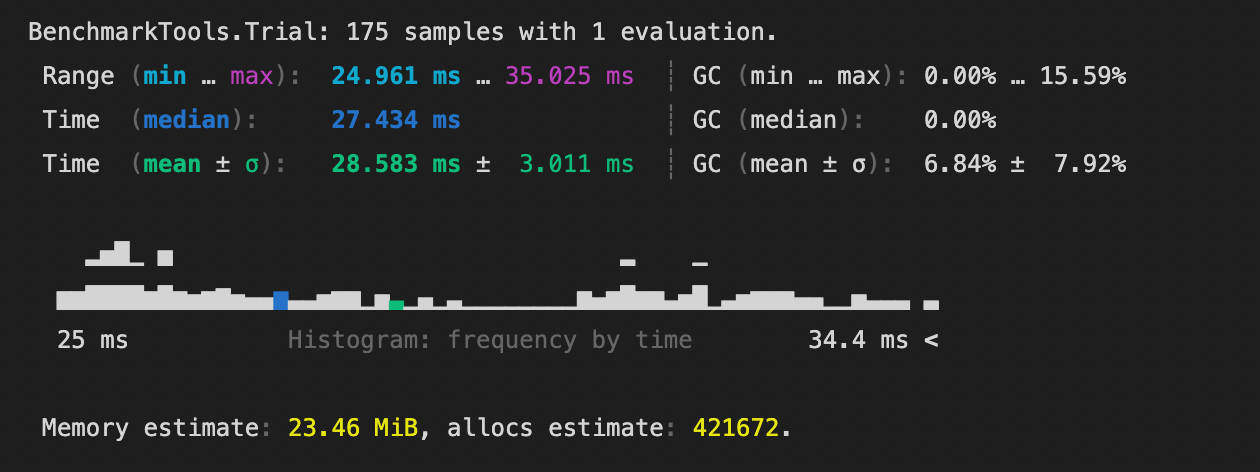 BenchmarkTools.Trial: 175 samples with 1 evaluation.
Range (min … max): 24.961 ms … 35.025 ms ┊ GC (min … max): 0.00% … 15.59%
Time (median): 27.434 ms ┊ GC (median): 0.00%
Time (mean ± σ): 28.583 ms ± 3.011 ms ┊ GC (mean ± σ): 6.84% ± 7.92%
25 ms Histogram: frequency by time 34.4 ms <
Memory estimate: 23.46 MiB, allocs estimate: 421672.